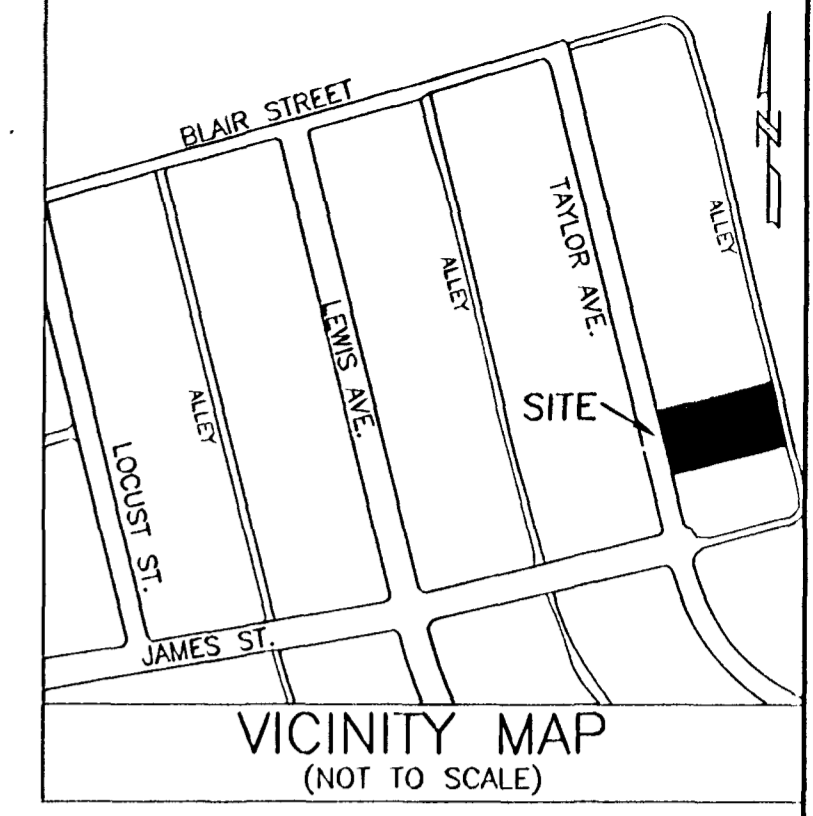 BLAIR STREET
N
TAYLOR AVE.
ALLEY
ALLEY
LEWIS AVE.
ALLEY
SITE
LOCUST ST.
JAMES ST.
VICINITY MAP
(NOT TO SCALE)